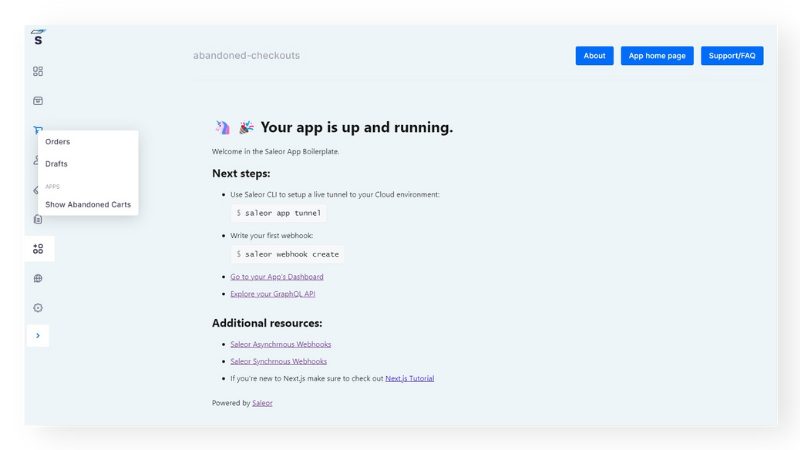 S
abandoned-checkouts
About
App home page
Support/FAQ
Orders
Drafts
APPS
Show Abandoned Carts
Your app is up and running.
Welcome in the Saleor App Boilerplate.
Next steps:
• Use Saleor CLI to setup a live tunnel to your Cloud environment:
$ saleor app tunnel
• Write your first webhook:
$ saleor webhook create
• Go to your App's Dashboard
• Explore your GraphQL API
Additional resources:
• Saleor Asynchrnous Webhooks
• Saleor Synchrnous Webhooks
• If you're new to Next.js make sure to check out Next.js Tutorial
Powered by Saleor